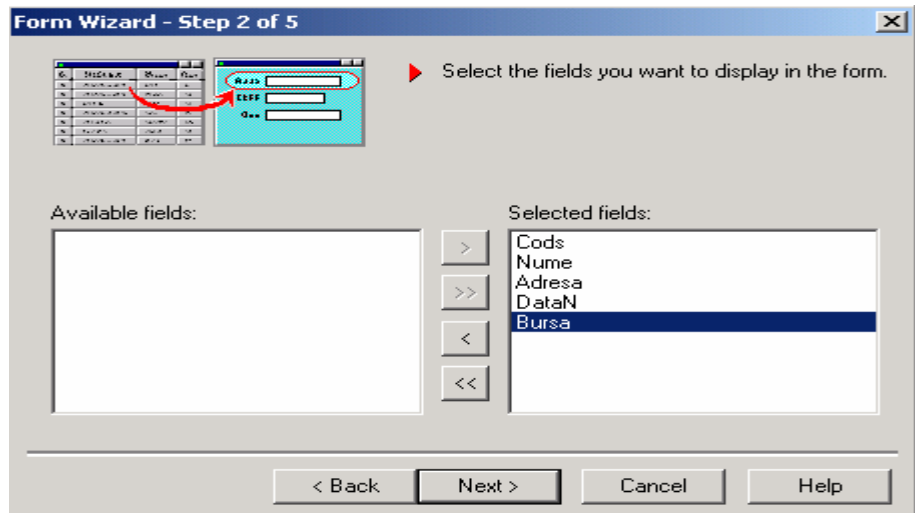 Form Wizard - Step 2 of 5
Select the fields you want to display in the form.
Available fields:
Selected fields:
Cods
Nume
Adresa
DataN
Bursa
>
>>
<
<<
< Back
Next >
Cancel
Help